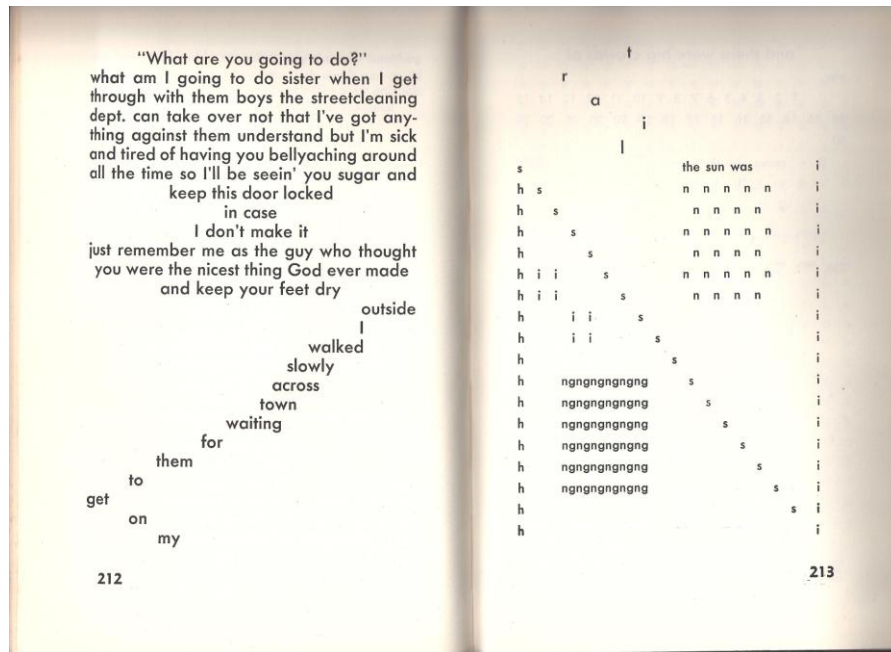 "What are you going to do?"
what am I going to do sister when I get
through with them boys the streetcleaning
dept. can take over not that I've got any-
thing against them understand but I'm sick
and tired of having you bellyaching around
all the time so I'll be seein' you sugar and
keep this door locked
in case
I don't make it
just remember me as the guy who thought
you were the nicest thing God ever made
and keep your feet dry
outside
I
walked
slowly
across
town
waiting
for
them
to
get
on
my
212
t
r
a
i
l
s the sun was i
h s n n n n n i
h s n n n n i
h s n n n n n i
h s n n n n i
h i i s n n n n n i
h i i s n n n n i
h i i s i
h i i s i
h s i
h ngngngngngng s i
h ngngngngngng s i
h ngngngngngng s i
h ngngngngngng s i
h ngngngngngng s i
h ngngngngngng s i
h s i
h i
213